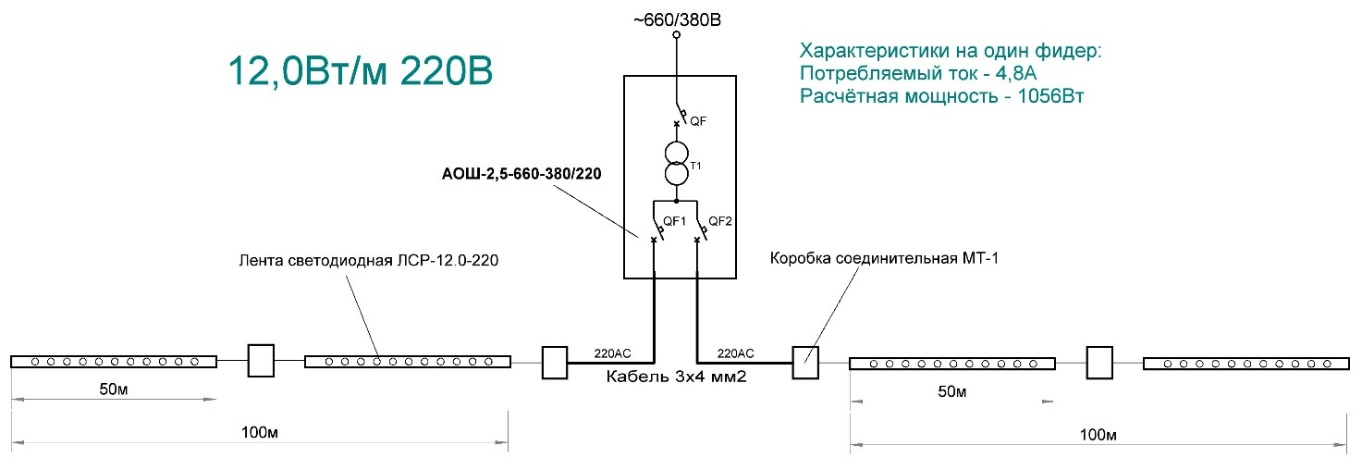 ~660/380В
12,0Вт/м 220В
Характеристики на один фидер:
Потребляемый ток - 4,8А
Расчётная мощность - 1056Вт
QF
T1
АОШ-2,5-660-380/220
QF1
QF2
Лента светодиодная ЛСР-12.0-220
Коробка соединительная МТ-1
220АС
220АС
Кабель 3х4 мм2
50м
50м
100м
100м